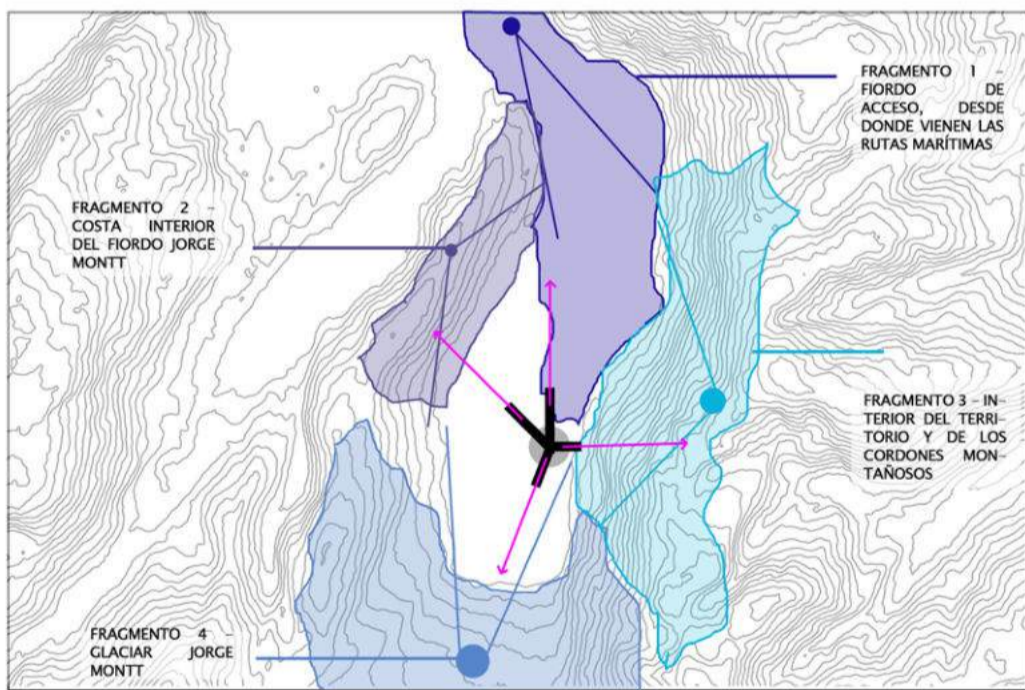 FRAGMENTO 1 -
FIORDO DE
ACCESO, DESDE
DONDE VIENEN LAS
RUTAS MARÍTIMAS
FRAGMENTO 2 -
COSTA INTERIOR
DEL FIORDO JORGE
MONTT
FRAGMENTO 3 - IN-
TERIOR DEL TERRI-
TORIO Y DE LOS
CORDONES MON-
TAÑOSOS
FRAGMENTO 4 -
GLACIAR JORGE
MONTT